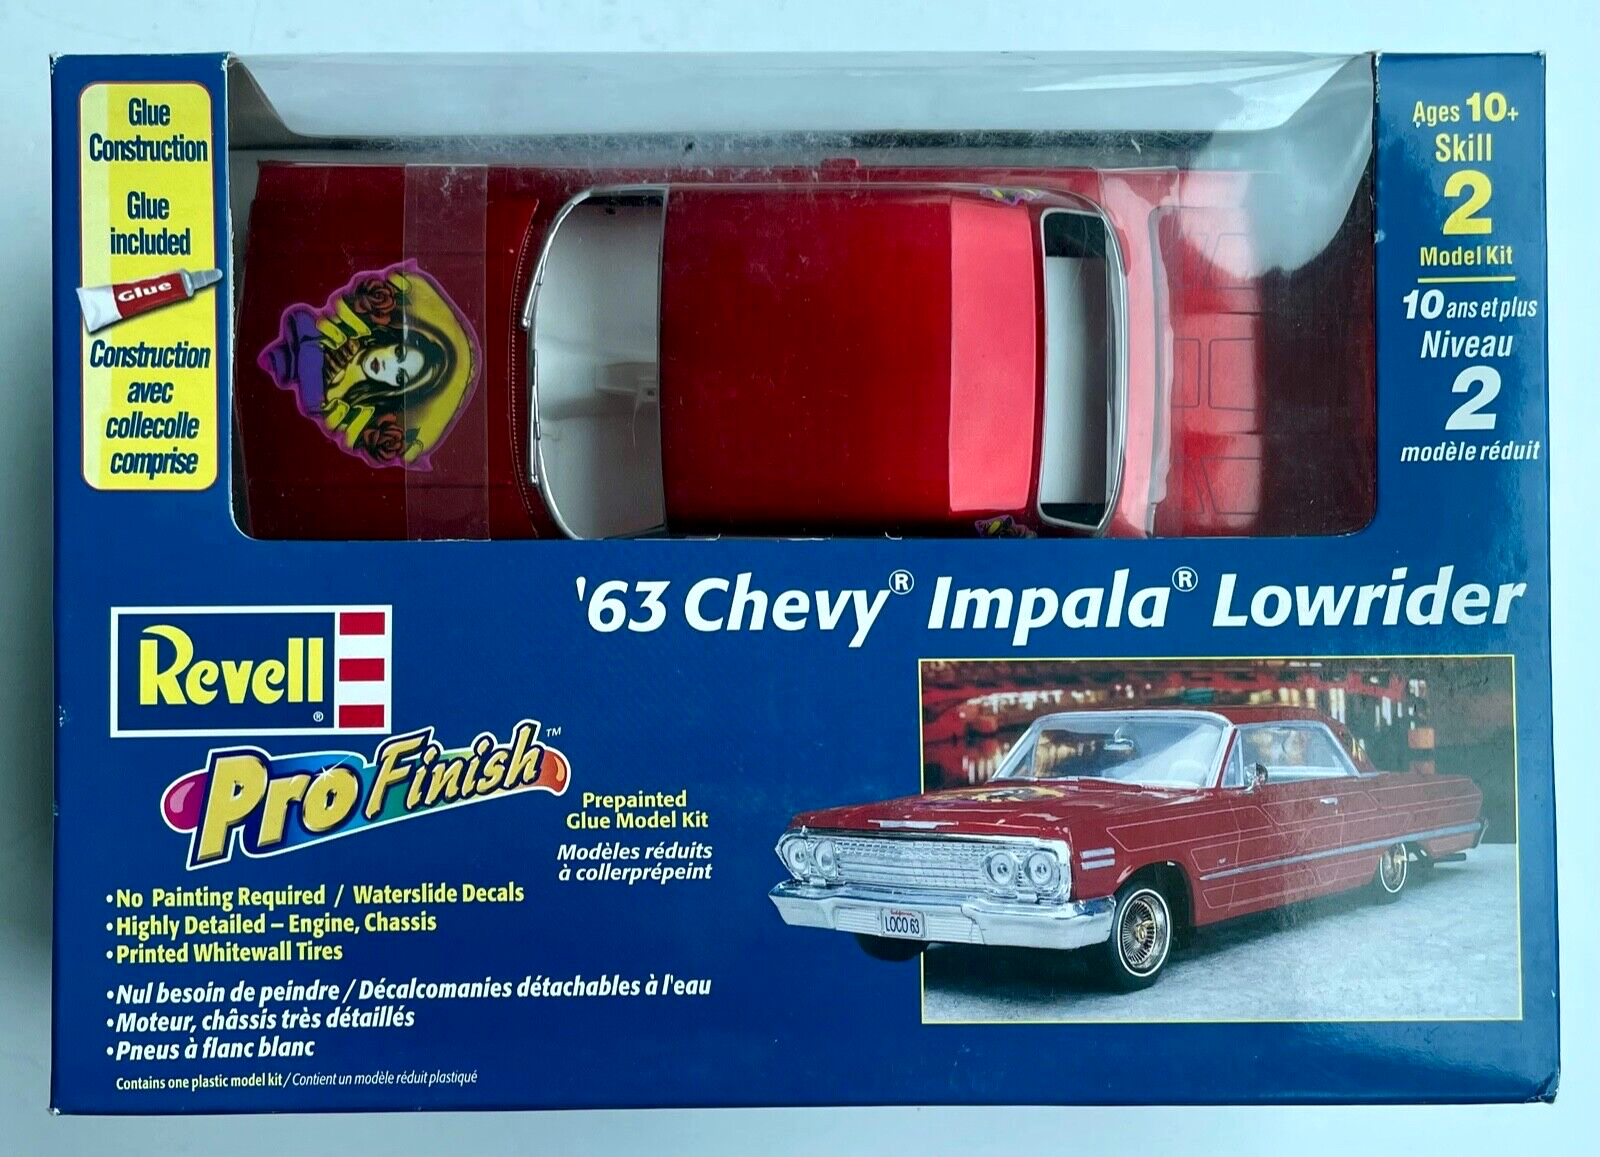 Glue
Construction
Glue
included
Glue
Construction
avec
collecolle
comprise
Ages 10+
Skill
2
Model Kit
10 ans et plus
Niveau
2
modèle réduit
'63 Chevy® Impala® Lowrider
Revell®
Pro Finish™
Prepainted
Glue Model Kit
Modèles réduits
à collerprépeint
•No Painting Required / Waterslide Decals
•Highly Detailed – Engine, Chassis
•Printed Whitewall Tires
•Nul besoin de peindre / Décalcomanies détachables à l'eau
•Moteur, châssis très détaillés
•Pneus à flanc blanc
Contains one plastic model kit / Contient un modèle réduit plastiqué
California
LOCO 63